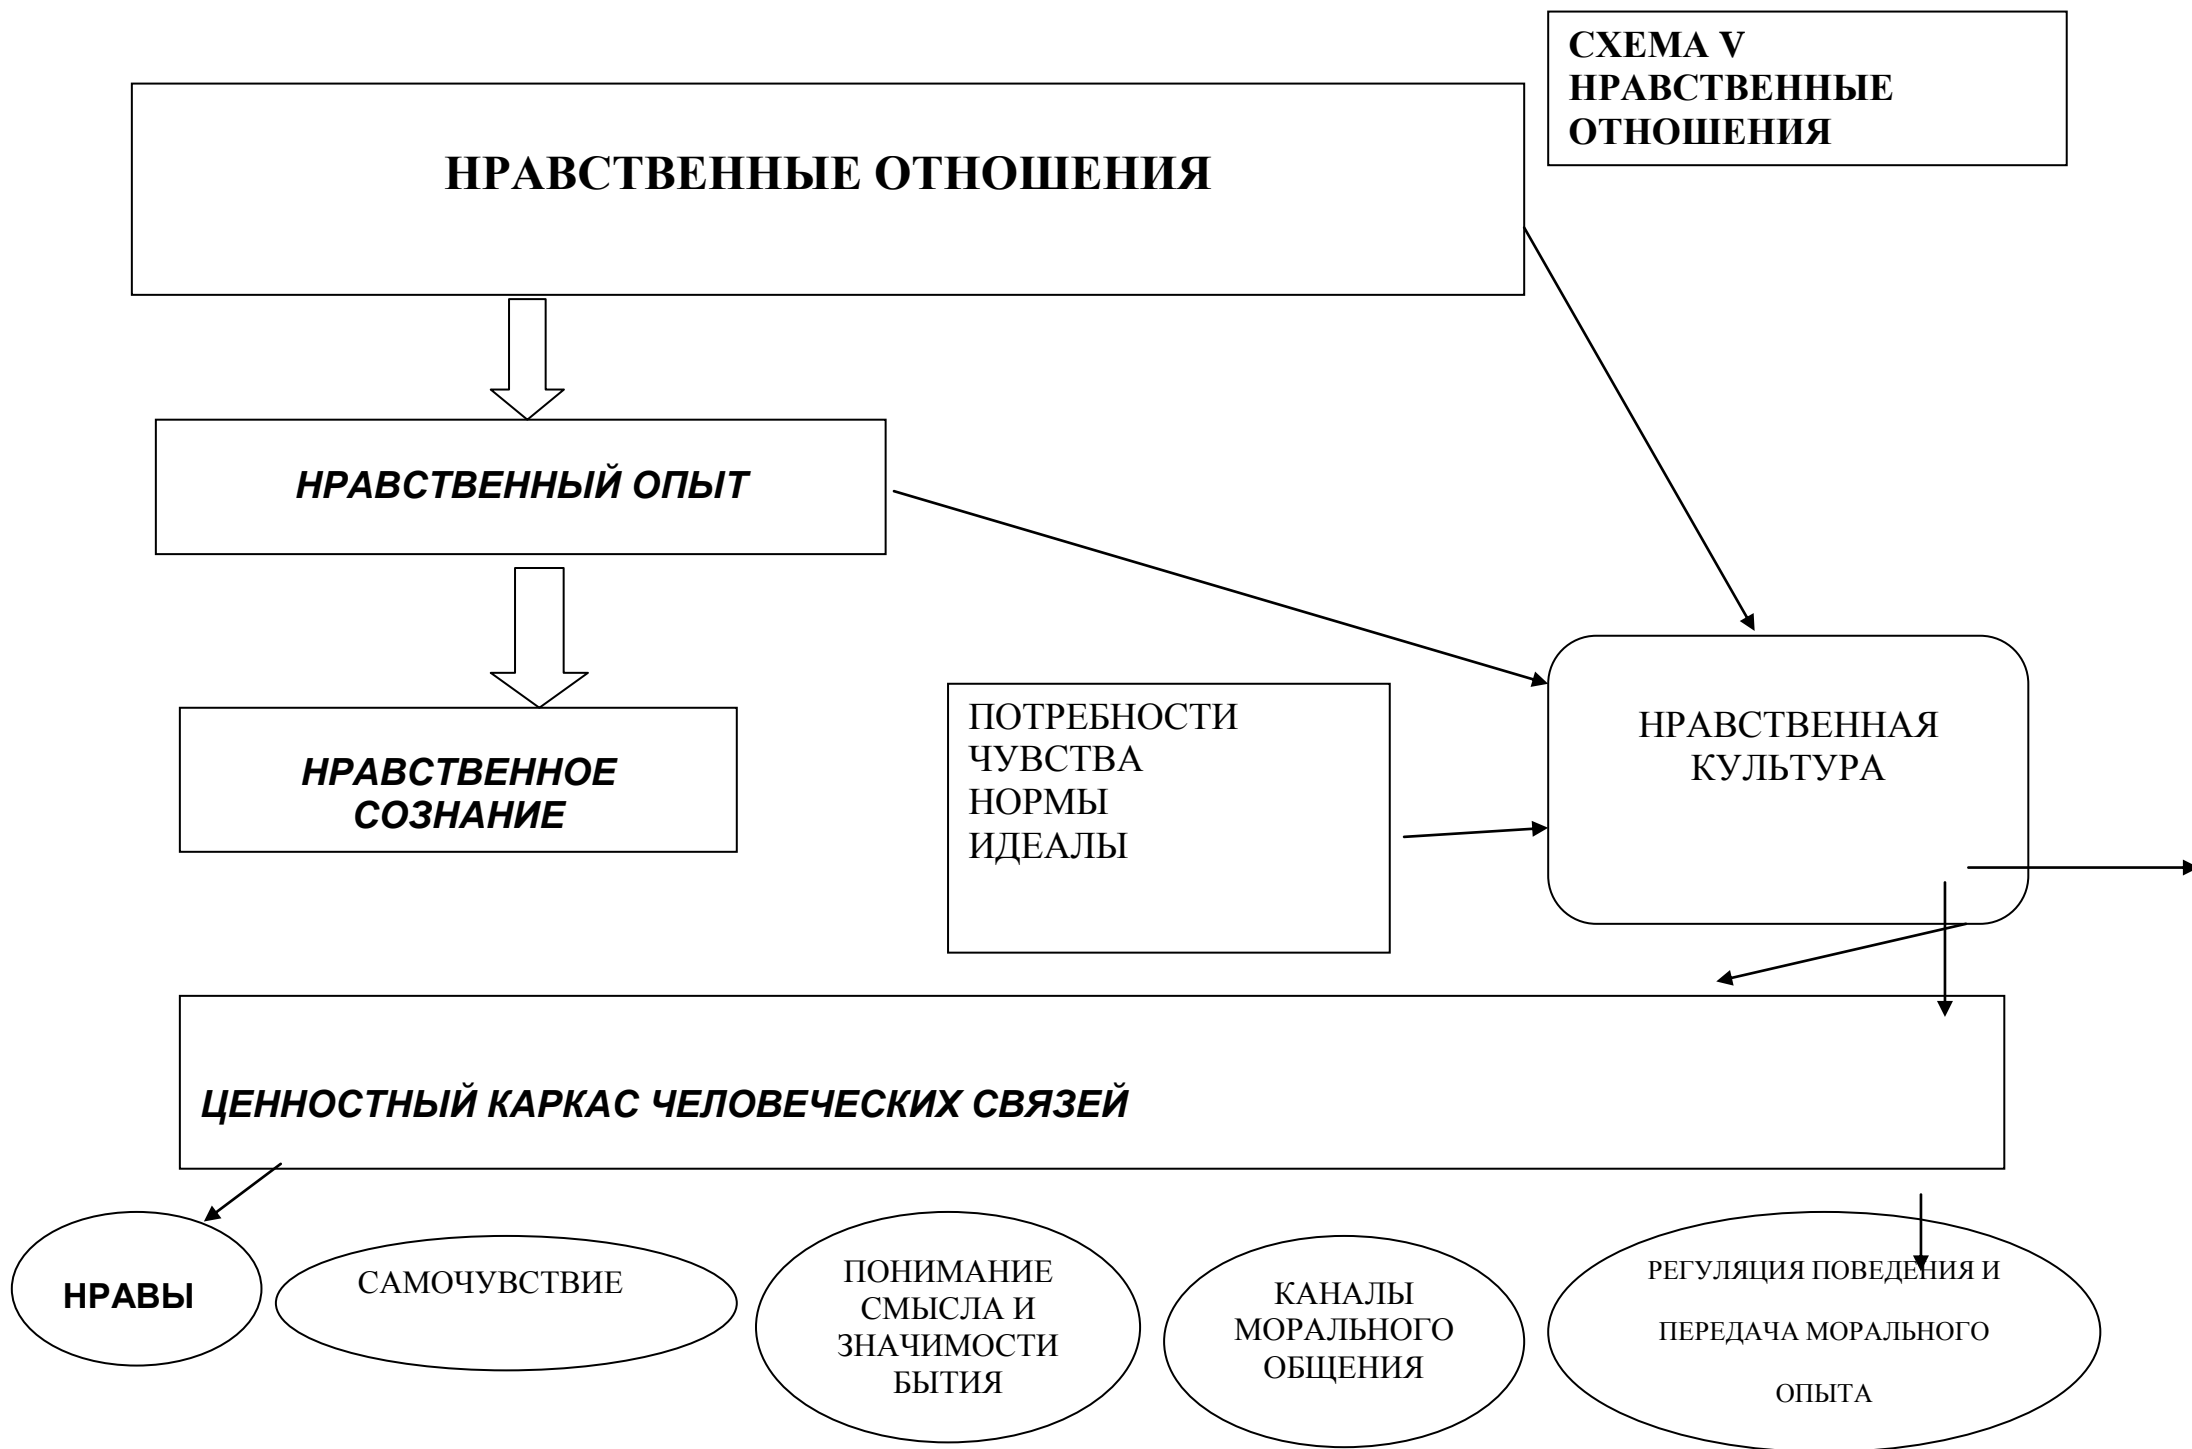 СХЕМА V
НРАВСТВЕННЫЕ
ОТНОШЕНИЯ
НРАВСТВЕННЫЕ ОТНОШЕНИЯ
НРАВСТВЕННЫЙ ОПЫТ
НРАВСТВЕННОЕ
СОЗНАНИЕ
ПОТРЕБНОСТИ
ЧУВСТВА
НОРМЫ
ИДЕАЛЫ
НРАВСТВЕННАЯ
КУЛЬТУРА
ЦЕННОСТНЫЙ КАРКАС ЧЕЛОВЕЧЕСКИХ СВЯЗЕЙ
НРАВЫ
САМОЧУВСТВИЕ
ПОНИМАНИЕ
СМЫСЛА И
ЗНАЧИМОСТИ
БЫТИЯ
КАНАЛЫ
МОРАЛЬНОГО
ОБЩЕНИЯ
РЕГУЛЯЦИЯ ПОВЕДЕНИЯ И
ПЕРЕДАЧА МОРАЛЬНОГО
ОПЫТА